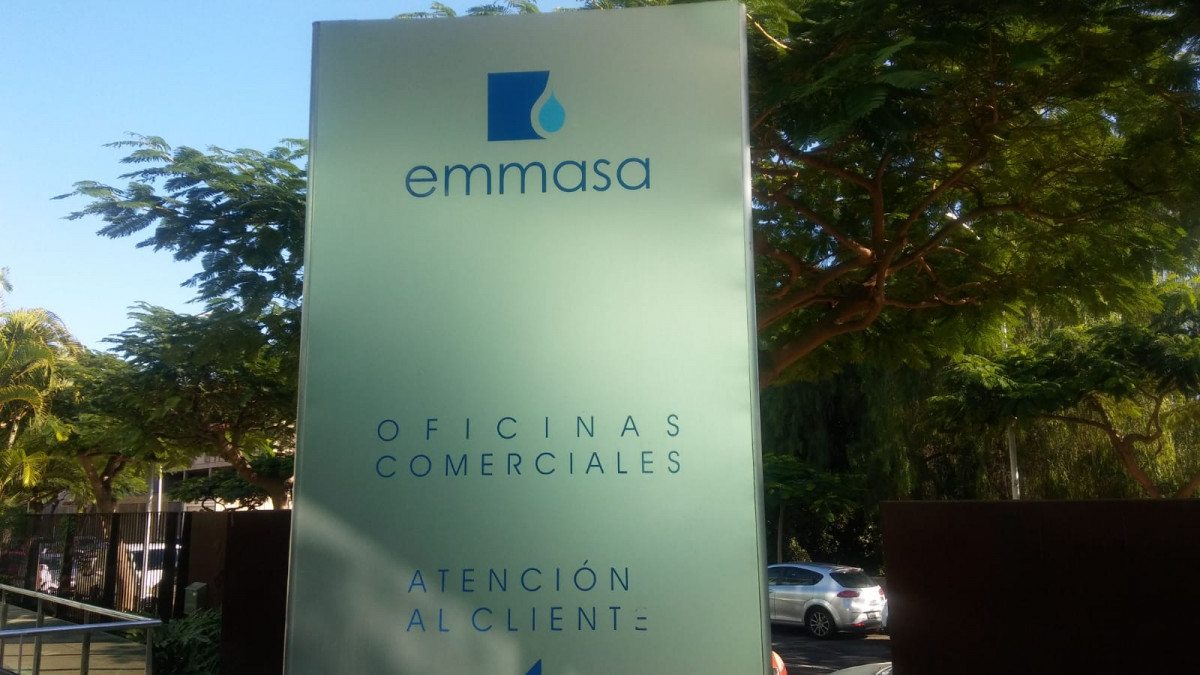 emmasa
OFICINAS
COMERCIALES
ATENCIÓN
AL CLIENTE